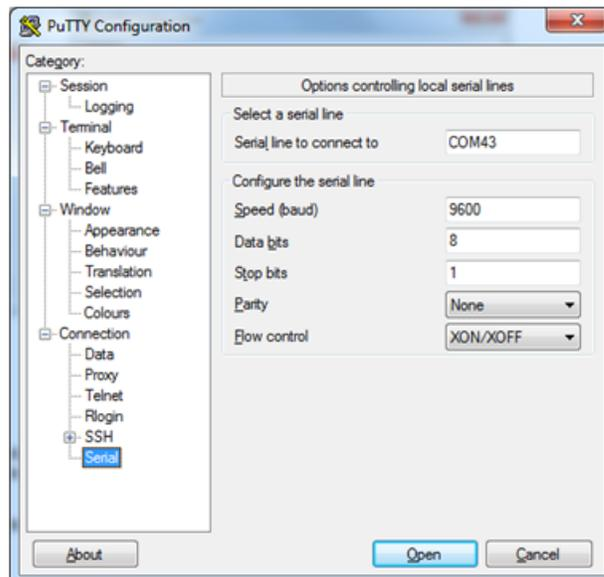 PuTTY Configuration
Category:
Session
Logging
Terminal
Keyboard
Bell
Features
Window
Appearance
Behaviour
Translation
Selection
Colours
Connection
Data
Proxy
Telnet
Rlogin
SSH
Serial
Options controlling local serial lines
Select a serial line
Serial line to connect to COM43
Configure the serial line
Speed (baud) 9600
Data bits 8
Stop bits 1
Parity None
Flow control XON/XOFF
About Open Cancel